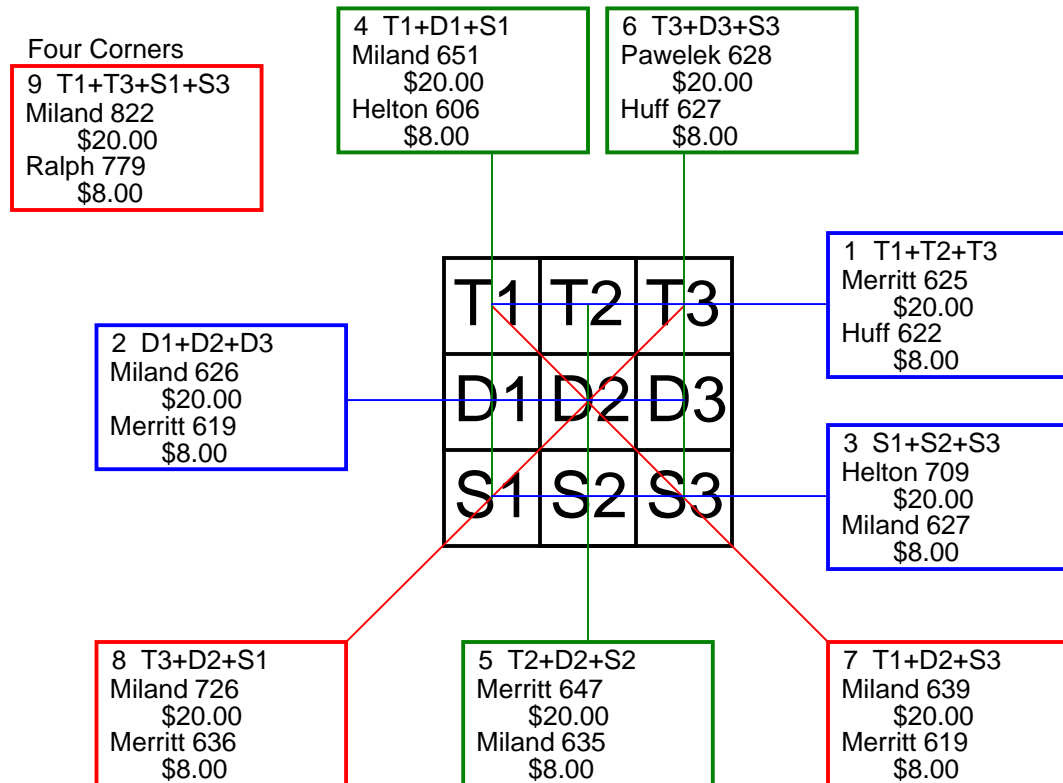 Four Corners
9 T1+T3+S1+S3
Miland 822
$20.00
Ralph 779
$8.00
4 T1+D1+S1
Miland 651
$20.00
Helton 606
$8.00
6 T3+D3+S3
Pawelek 628
$20.00
Huff 627
$8.00
1 T1+T2+T3
Merritt 625
$20.00
Huff 622
$8.00
2 D1+D2+D3
Miland 626
$20.00
Merritt 619
$8.00
T1 T2 T3
D1 D2 D3
S1 S2 S3
3 S1+S2+S3
Helton 709
$20.00
Miland 627
$8.00
8 T3+D2+S1
Miland 726
$20.00
Merritt 636
$8.00
5 T2+D2+S2
Merritt 647
$20.00
Miland 635
$8.00
7 T1+D2+S3
Miland 639
$20.00
Merritt 619
$8.00